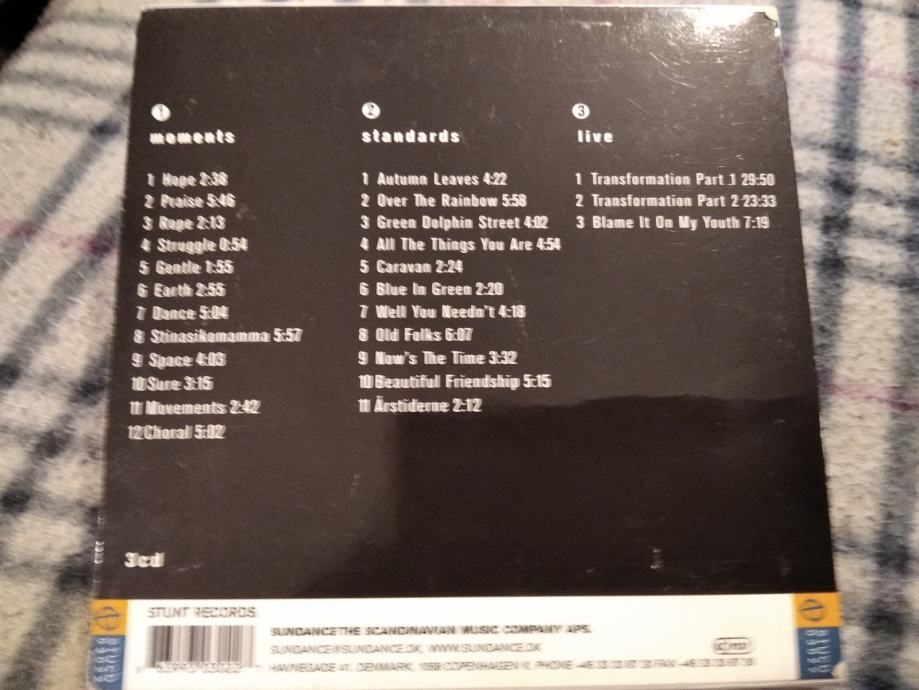 1
moments
1 Hope 2:38
2 Praise 5:46
3 Rope 2:13
4 Struggle 0:54
5 Gentle 1:55
6 Earth 2:55
7 Dance 5:04
8 Stinasikomamma 5:57
9 Space 4:03
10 Sure 3:15
11 Movements 2:42
12 Choral 5:02
2
standards
1 Autumn Leaves 4:22
2 Over The Rainbow 5:58
3 Green Dolphin Street 4:02
4 All The Things You Are 4:54
5 Caravan 2:24
6 Blue In Green 2:20
7 Well You Needn't 4:18
8 Old Folks 6:07
9 Now's The Time 3:32
10 Beautiful Friendship 5:15
11 Årstiderne 2:12
3
live
1 Transformation Part 1 29:50
2 Transformation Part 2 23:33
3 Blame It On My Youth 7:19
3cd
STUNT RECORDS
SUNDANCE THE SCANDINAVIAN MUSIC COMPANY APS.
SUNDANCE@SUNDANCE.DK, WWW.SUNDANCE.DK
HAVNEGADE 41, DENMARK, 1058 COPENHAGEN K, PHONE FAX